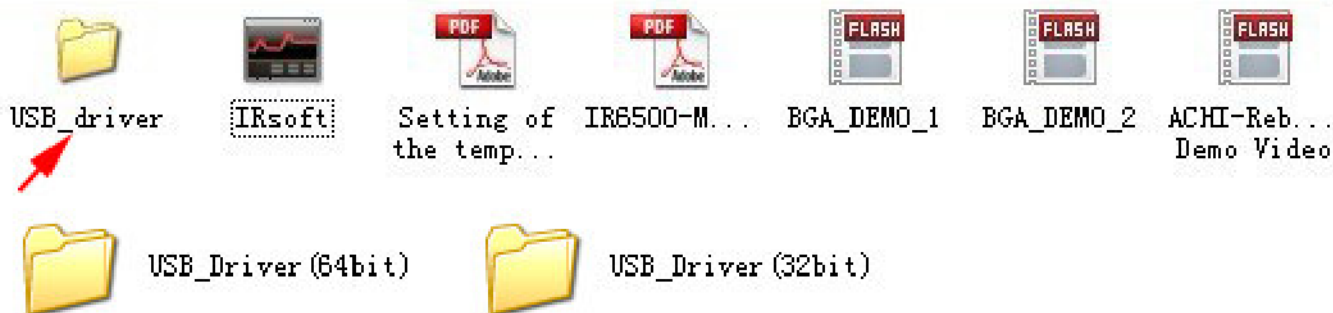 PDF
PDF
FLASH
FLASH
FLASH
Adobe
Adobe
USB_driver
IRsoft
Setting of
the temp...
IR6500-M...
BGA_DEMO_1
BGA_DEMO_2
ACHI-Reb...
Demo Video
USB_Driver(64bit)
USB_Driver(32bit)